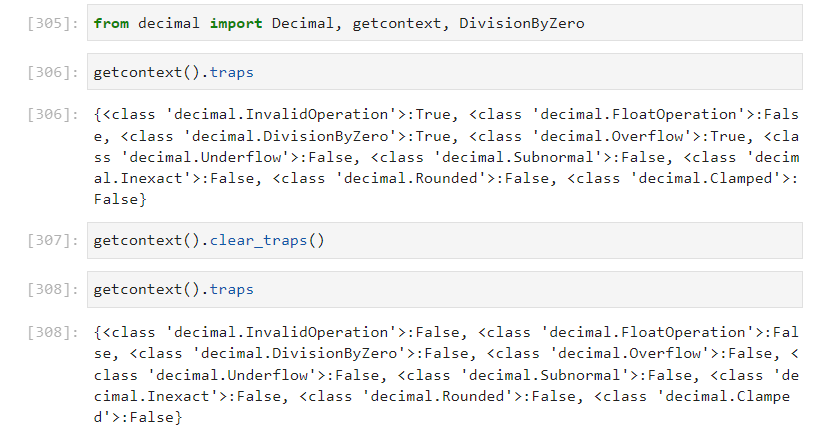 [305]: from decimal import Decimal, getcontext, DivisionByZero
[306]: getcontext().traps
[306]: {<class 'decimal.InvalidOperation'>:True, <class 'decimal.FloatOperation'>:Fals
e, <class 'decimal.DivisionByZero'>:True, <class 'decimal.Overflow'>:True, <cla
ss 'decimal.Underflow'>:False, <class 'decimal.Subnormal'>:False, <class 'decim
al.Inexact'>:False, <class 'decimal.Rounded'>:False, <class 'decimal.Clamped'>:
False}
[307]: getcontext().clear_traps()
[308]: getcontext().traps
[308]: {<class 'decimal.InvalidOperation'>:False, <class 'decimal.FloatOperation'>:Fal
se, <class 'decimal.DivisionByZero'>:False, <class 'decimal.Overflow'>:False, <
class 'decimal.Underflow'>:False, <class 'decimal.Subnormal'>:False, <class 'de
cimal.Inexact'>:False, <class 'decimal.Rounded'>:False, <class 'decimal.Clampe
d'>:False}